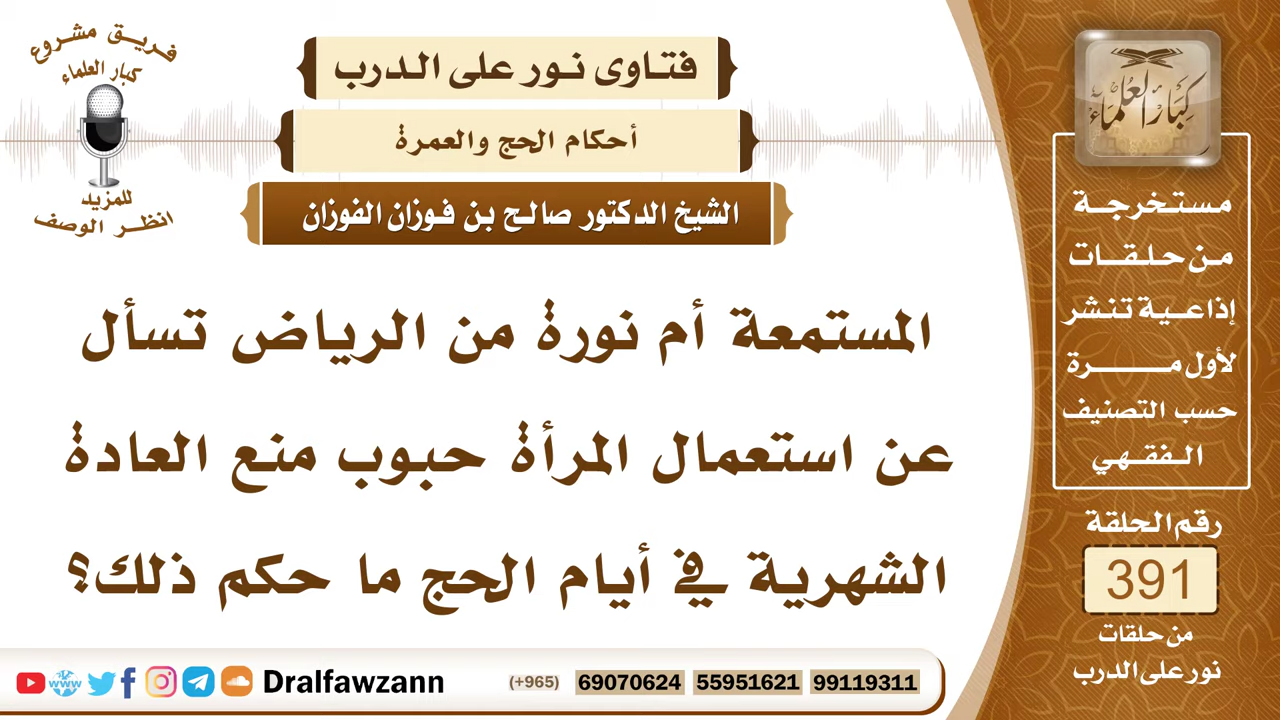 فريق مشروع
كبار العلماء
للمزيد
انظر الوصف
فتاوى نور على الدرب
أحكام الحج والعمرة
الشيخ الدكتور صالح بن فوزان الفوزان
المستمعة أم نورة من الرياض تسأل
عن استعمال المرأة حبوب منع العادة
الشهرية في أيام الحج ما حكم ذلك؟
كبار العلماء
مستخرجة
من حلقات
إذاعية تنشر
لأول مرة
حسب التصنيف
الفقهي
رقم الحلقة
391
من حلقات
نور على الدرب
www Dralfawzann (+965) 69070624 55951621 99119311